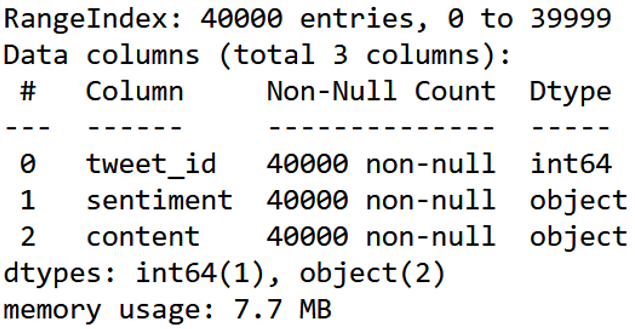 RangeIndex: 40000 entries, 0 to 39999
Data columns (total 3 columns):
 #   Column     Non-Null Count  Dtype
---  ------     --------------  -----
 0   tweet_id   40000 non-null  int64
 1   sentiment  40000 non-null  object
 2   content    40000 non-null  object
dtypes: int64(1), object(2)
memory usage: 7.7 MB